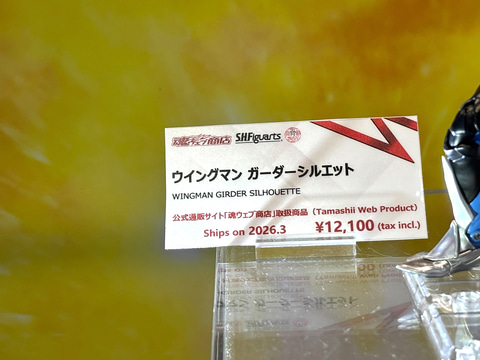 魂ウェブ商店 S.H.Figuarts
ウイングマン ガーダーシルエット
WINGMAN GIRDER SILHOUETTE
公式通販サイト「魂ウェブ商店」取扱商品（Tamashii Web Product）
Ships on 2026.3 ¥12,100 (tax incl.)